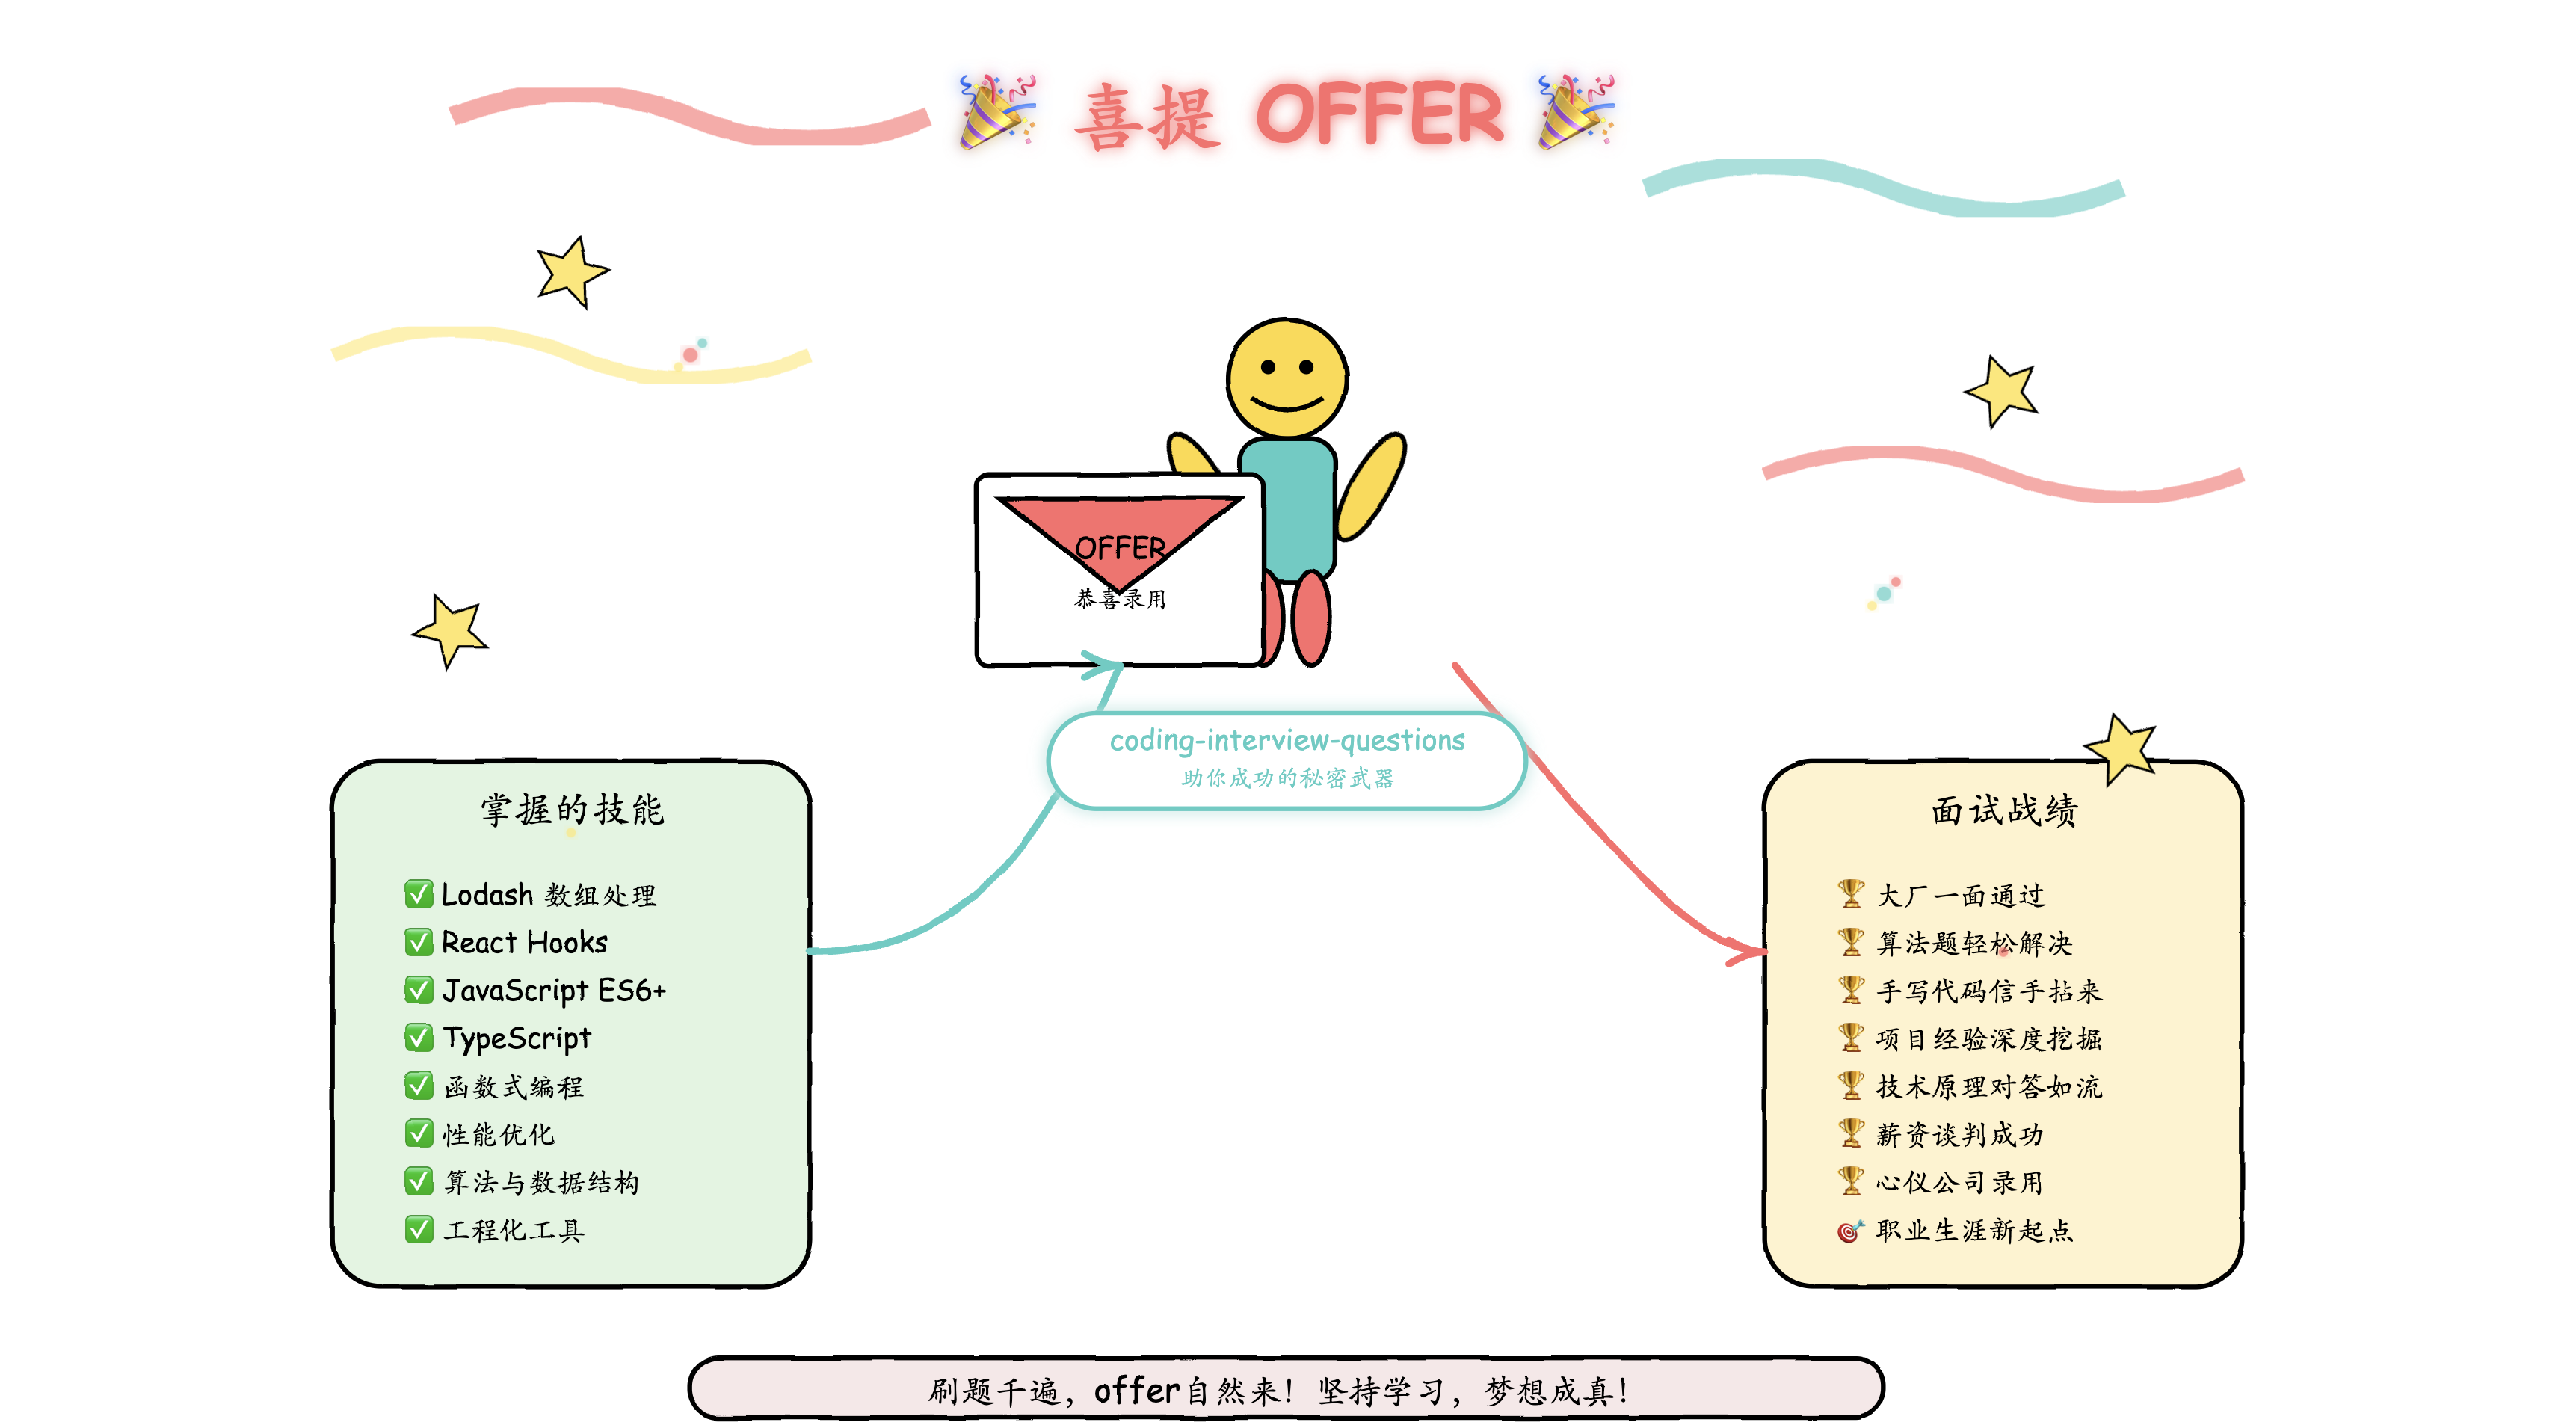 🎉 喜提 OFFER 🎉
OFFER
恭喜录用
coding-interview-questions
助你成功的秘密武器
掌握的技能
✅ Lodash 数组处理
✅ React Hooks
✅ JavaScript ES6+
✅ TypeScript
✅ 函数式编程
✅ 性能优化
✅ 算法与数据结构
✅ 工程化工具
面试战绩
🏆 大厂一面通过
🏆 算法题轻松解决
🏆 手写代码信手拈来
🏆 项目经验深度挖掘
🏆 技术原理对答如流
🏆 薪资谈判成功
🏆 心仪公司录用
🎯 职业生涯新起点
刷题千遍，offer自然来！坚持学习，梦想成真！